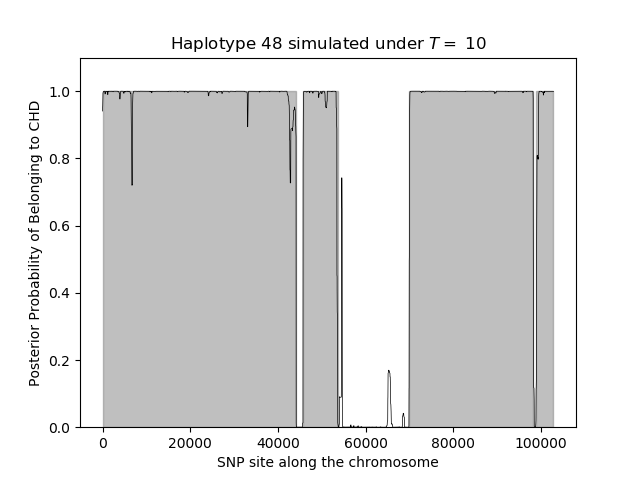 Haplotype 48 simulated under T = 10
Posterior Probability of Belonging to CHD
1.0
0.8
0.6
0.4
0.2
0.0
0 20000 40000 60000 80000 100000
SNP site along the chromosome